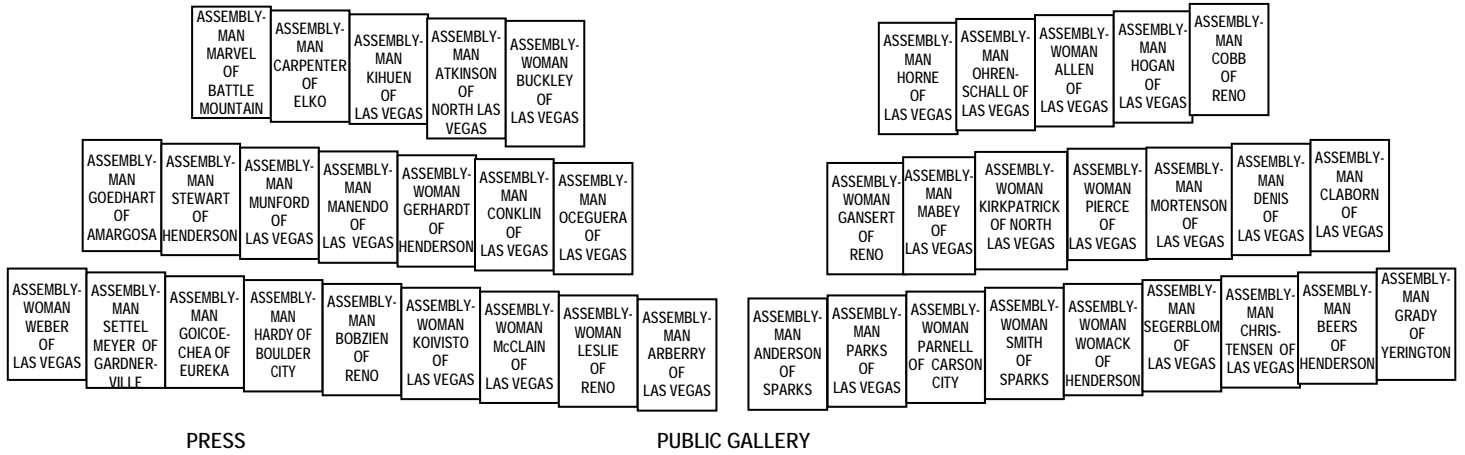 ASSEMBLY-
MAN
MARVEL
OF
BATTLE
MOUNTAIN
ASSEMBLY-
MAN
CARPENTER
OF
ELKO
ASSEMBLY-
MAN
KIHUEN
OF
LAS VEGAS
ASSEMBLY-
MAN
ATKINSON
OF
NORTH LAS
VEGAS
ASSEMBLY-
WOMAN
BUCKLEY
OF
LAS VEGAS
ASSEMBLY-
MAN
HORNE
OF
LAS VEGAS
ASSEMBLY-
MAN
OHREN-
SCHALL OF
LAS VEGAS
ASSEMBLY-
WOMAN
ALLEN
OF
LAS VEGAS
ASSEMBLY-
MAN
HOGAN
OF
LAS VEGAS
ASSEMBLY-
MAN
COBB
OF
RENO
ASSEMBLY-
MAN
GOEDHART
OF
AMARGOSA
ASSEMBLY-
MAN
STEWART
OF
HENDERSON
ASSEMBLY-
MAN
MUNFORD
OF
LAS VEGAS
ASSEMBLY-
MAN
MANENDO
OF
LAS VEGAS
ASSEMBLY-
WOMAN
GERHARDT
OF
HENDERSON
ASSEMBLY-
MAN
CONKLIN
OF
LAS VEGAS
ASSEMBLY-
MAN
OCEGUERA
OF
LAS VEGAS
ASSEMBLY-
WOMAN
GANSERT
OF
RENO
ASSEMBLY-
MAN
MABEY
OF
LAS VEGAS
ASSEMBLY-
WOMAN
KIRKPATRICK
OF NORTH
LAS VEGAS
ASSEMBLY-
WOMAN
PIERCE
OF
LAS VEGAS
ASSEMBLY-
MAN
MORTENSON
OF
LAS VEGAS
ASSEMBLY-
MAN
DENIS
OF
LAS VEGAS
ASSEMBLY-
MAN
CLABORN
OF
LAS VEGAS
ASSEMBLY-
WOMAN
WEBER
OF
LAS VEGAS
ASSEMBLY-
MAN
SETTEL
MEYER OF
GARDNER-
VILLE
ASSEMBLY-
MAN
GOICOE-
CHEA OF
EUREKA
ASSEMBLY-
MAN
HARDY OF
BOULDER
CITY
ASSEMBLY-
MAN
BOBZIEN
OF
RENO
ASSEMBLY-
WOMAN
KOIVISTO
OF
LAS VEGAS
ASSEMBLY-
WOMAN
McCLAIN
OF
LAS VEGAS
ASSEMBLY-
WOMAN
LESLIE
OF
RENO
ASSEMBLY-
MAN
ARBERRY
OF
LAS VEGAS
ASSEMBLY-
MAN
ANDERSON
OF
SPARKS
ASSEMBLY-
MAN
PARKS
OF
LAS VEGAS
ASSEMBLY-
WOMAN
PARNELL
OF CARSON
CITY
ASSEMBLY-
WOMAN
SMITH
OF
SPARKS
ASSEMBLY-
WOMAN
WOMACK
OF
HENDERSON
ASSEMBLY-
MAN
SEGERBLOM
OF
LAS VEGAS
ASSEMBLY-
MAN
CHRIS-
TENSEN OF
LAS VEGAS
ASSEMBLY-
MAN
BEERS
OF
HENDERSON
ASSEMBLY-
MAN
GRADY
OF
YERINGTON
PRESS
PUBLIC GALLERY